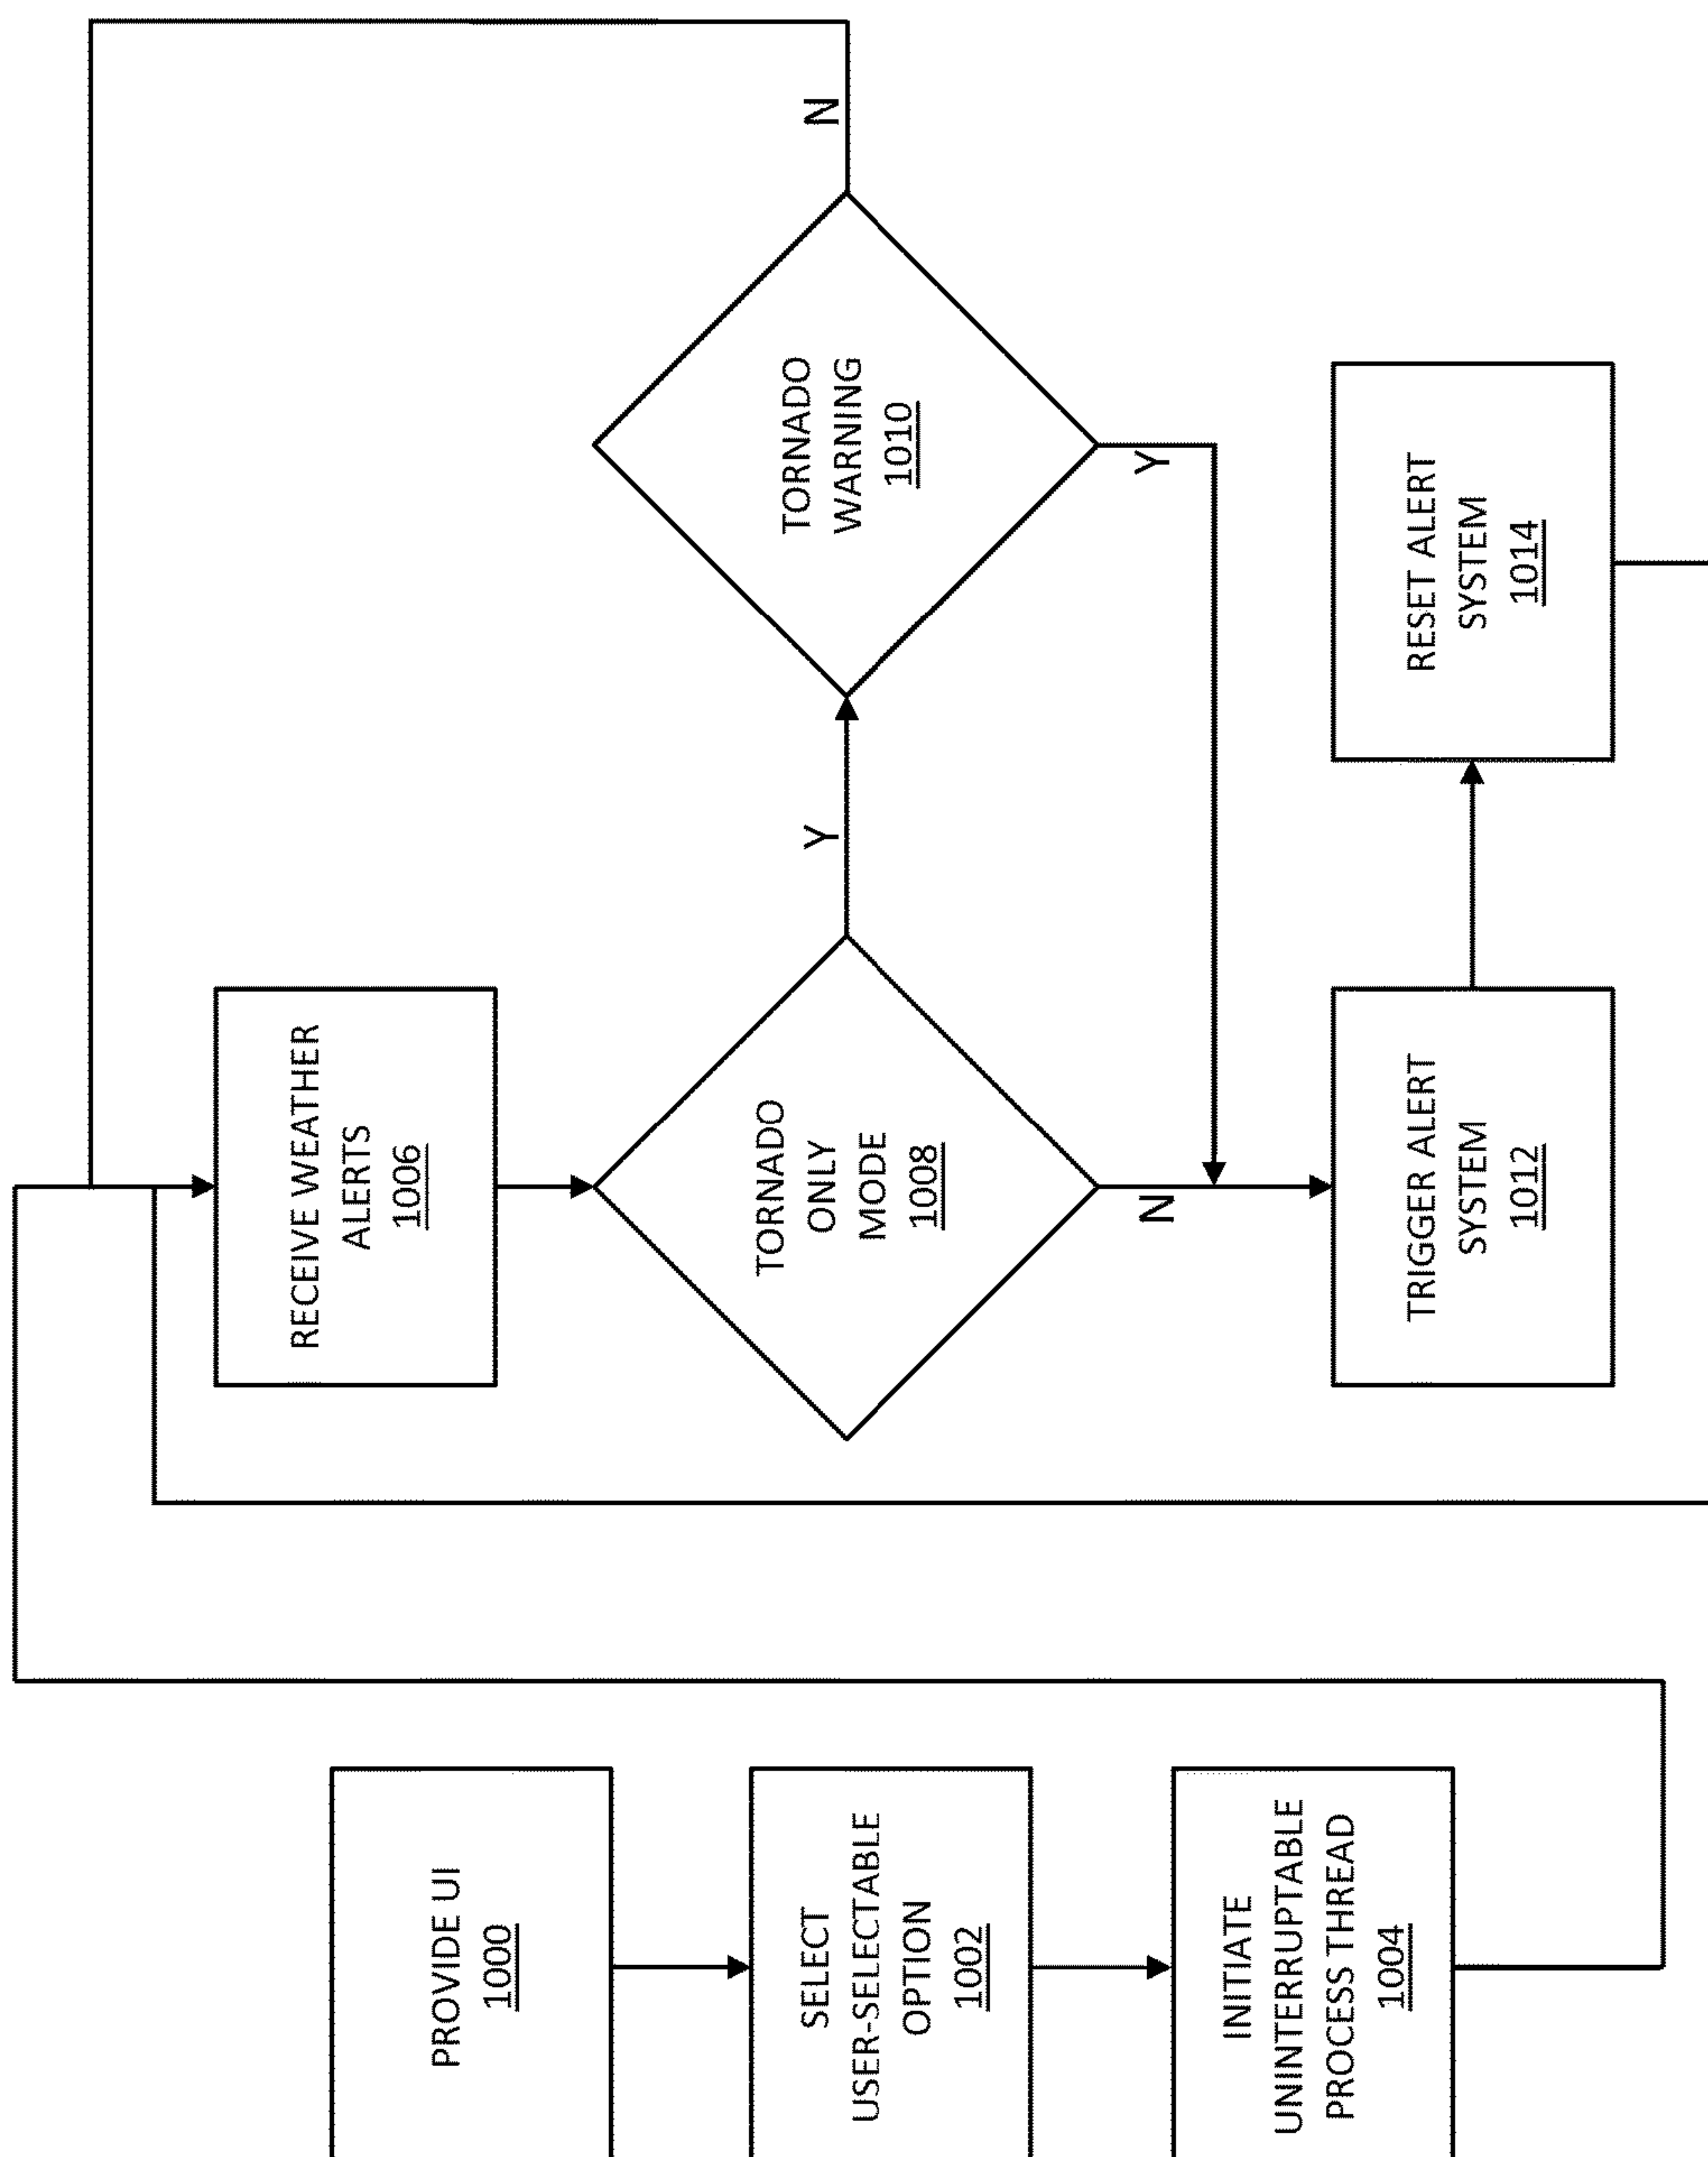 PROVIDE UI
1000
SELECT
USER-SELECTABLE
OPTION
1002
INITIATE
UNINTERRUPTABLE
PROCESS THREAD
1004
RECEIVE WEATHER
ALERTS
1006
TORNADO
ONLY
MODE
1008
Y
N
TORNADO
WARNING
1010
N
Y
TRIGGER ALERT
SYSTEM
1012
RESET ALERT
SYSTEM
1014